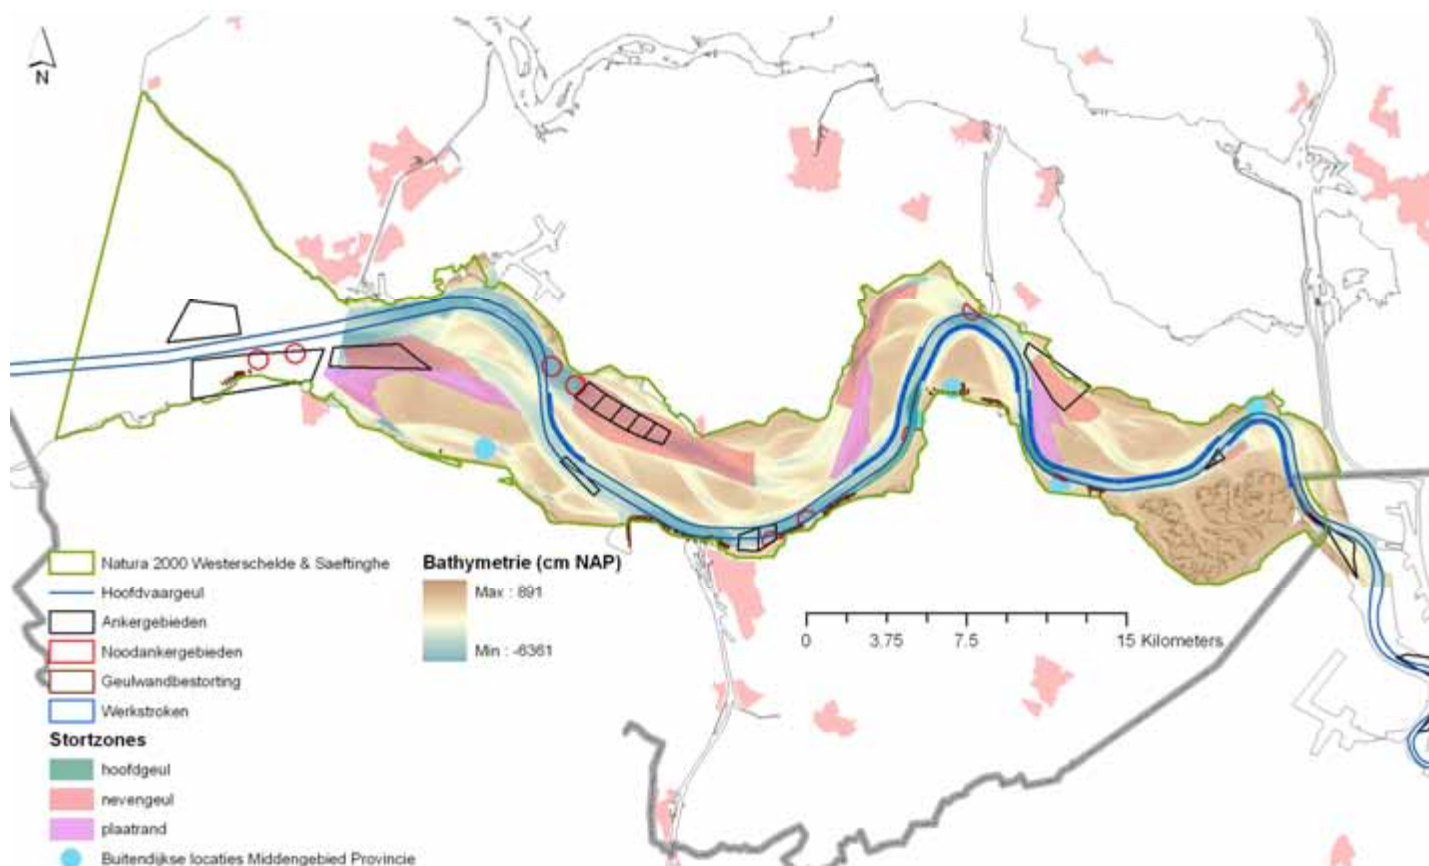 N
Natura 2000 Westerschelde & Saeftinghe
Hoofdvaargeul
Ankergebieden
Noodankergebieden
Geulwandbestorting
Werkstroken
Stortzones
hoofdgeul
nevengeul
plaatrand
Buitendijkse locaties Middengebied Provincie
Bathymetrie (cm NAP)
Max : 891
Min : -6361
0 3.75 7.5 15 Kilometers